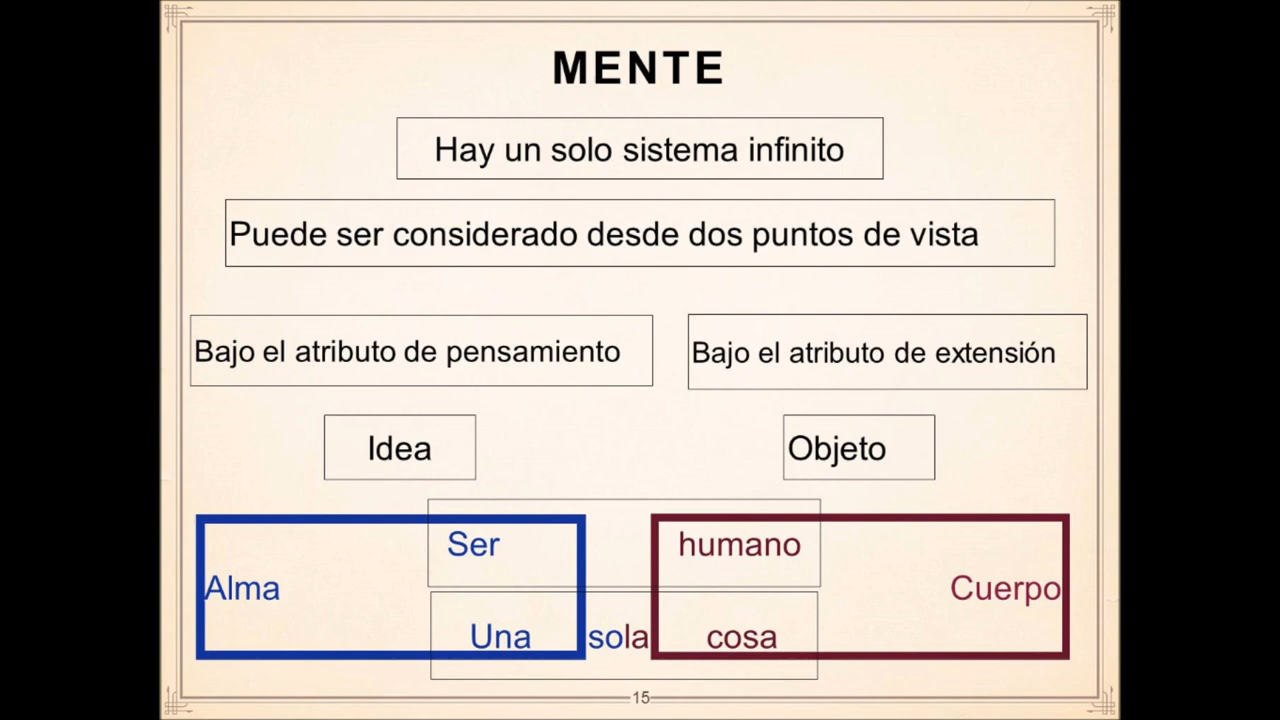 MENTE
Hay un solo sistema infinito
Puede ser considerado desde dos puntos de vista
Bajo el atributo de pensamiento
Bajo el atributo de extensión
Idea
Objeto
Ser humano
Alma
Cuerpo
Una sola cosa
15